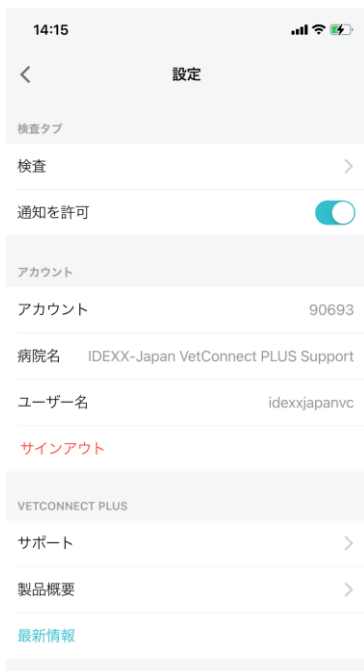 14:15
設定
検査タブ
検査
通知を許可
アカウント
アカウント 90693
病院名 IDEXX-Japan VetConnect PLUS Support
ユーザー名 idexxjapanvc
サインアウト
VETCONNECT PLUS
サポート
製品概要
最新情報